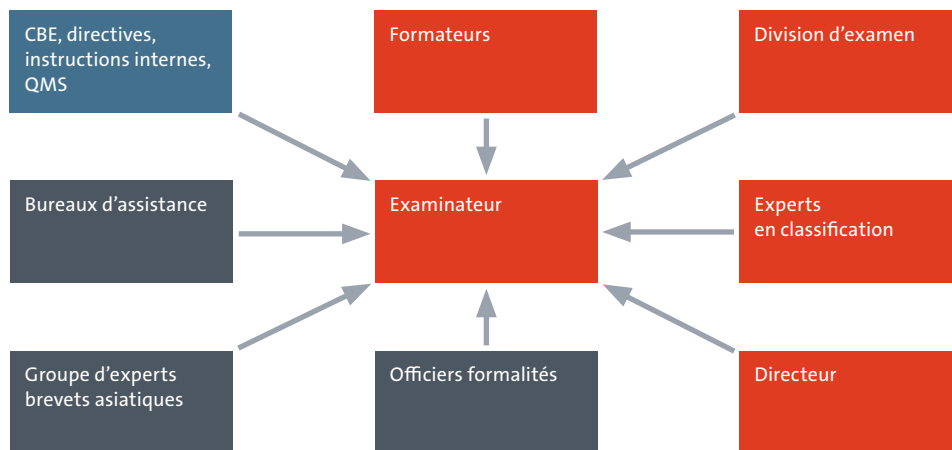 CBE, directives,
instructions internes,
QMS
Formateurs
Division d’examen
Bureaux d’assistance
Examinateur
Experts
en classification
Groupe d’experts
brevets asiatiques
Officiers formalités
Directeur